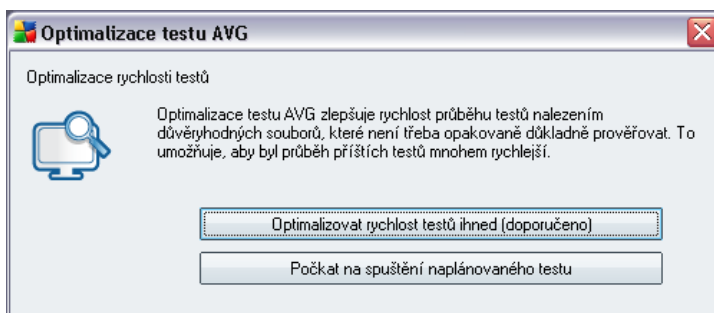 Optimalizace testu AVG
Optimalizace rychlosti testů
Optimalizace testu AVG zlepšuje rychlost průběhu testů nalezením
důvěryhodných souborů, které není třeba opakovaně důkladně prověřovat. To
umožňuje, aby byl průběh příštích testů mnohem rychlejší.
Optimalizovat rychlost testů ihned (doporučeno)
Počkat na spuštění naplánovaného testu